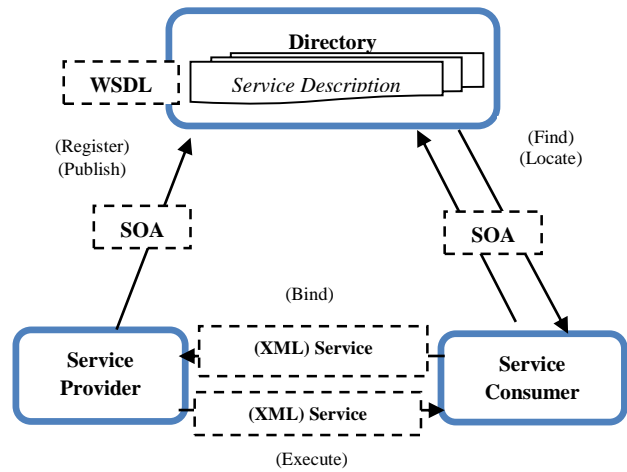 Directory
WSDL
Service Description
(Register)
(Publish)
(Find)
(Locate)
SOA
SOA
(Bind)
(XML) Service
Service
Provider
Service
Consumer
(XML) Service
(Execute)